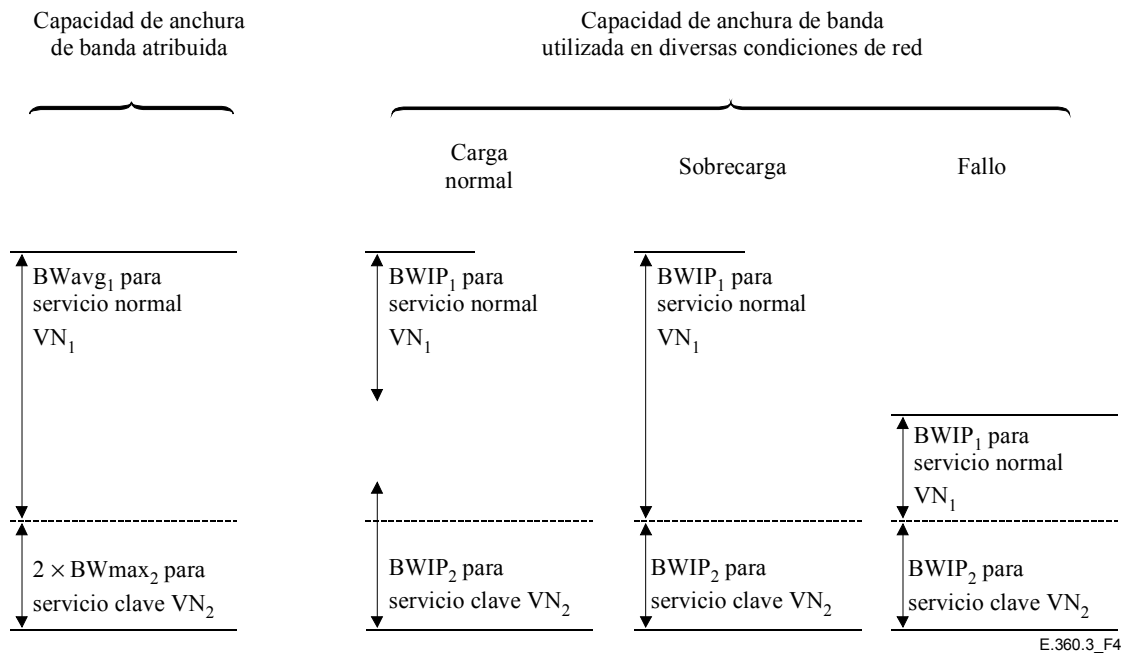 Capacidad de anchura
de banda atribuida
Capacidad de anchura de banda
utilizada en diversas condiciones de red
Carga
normal
Sobrecarga
Fallo
BWavg₁ para
servicio normal
VN₁
BWIP₁ para
servicio normal
VN₁
BWIP₁ para
servicio normal
VN₁
BWIP₁ para
servicio normal
VN₁
2 × BWmax₂ para
servicio clave VN₂
BWIP₂ para
servicio clave VN₂
BWIP₂ para
servicio clave VN₂
BWIP₂ para
servicio clave VN₂
E.360.3_F4